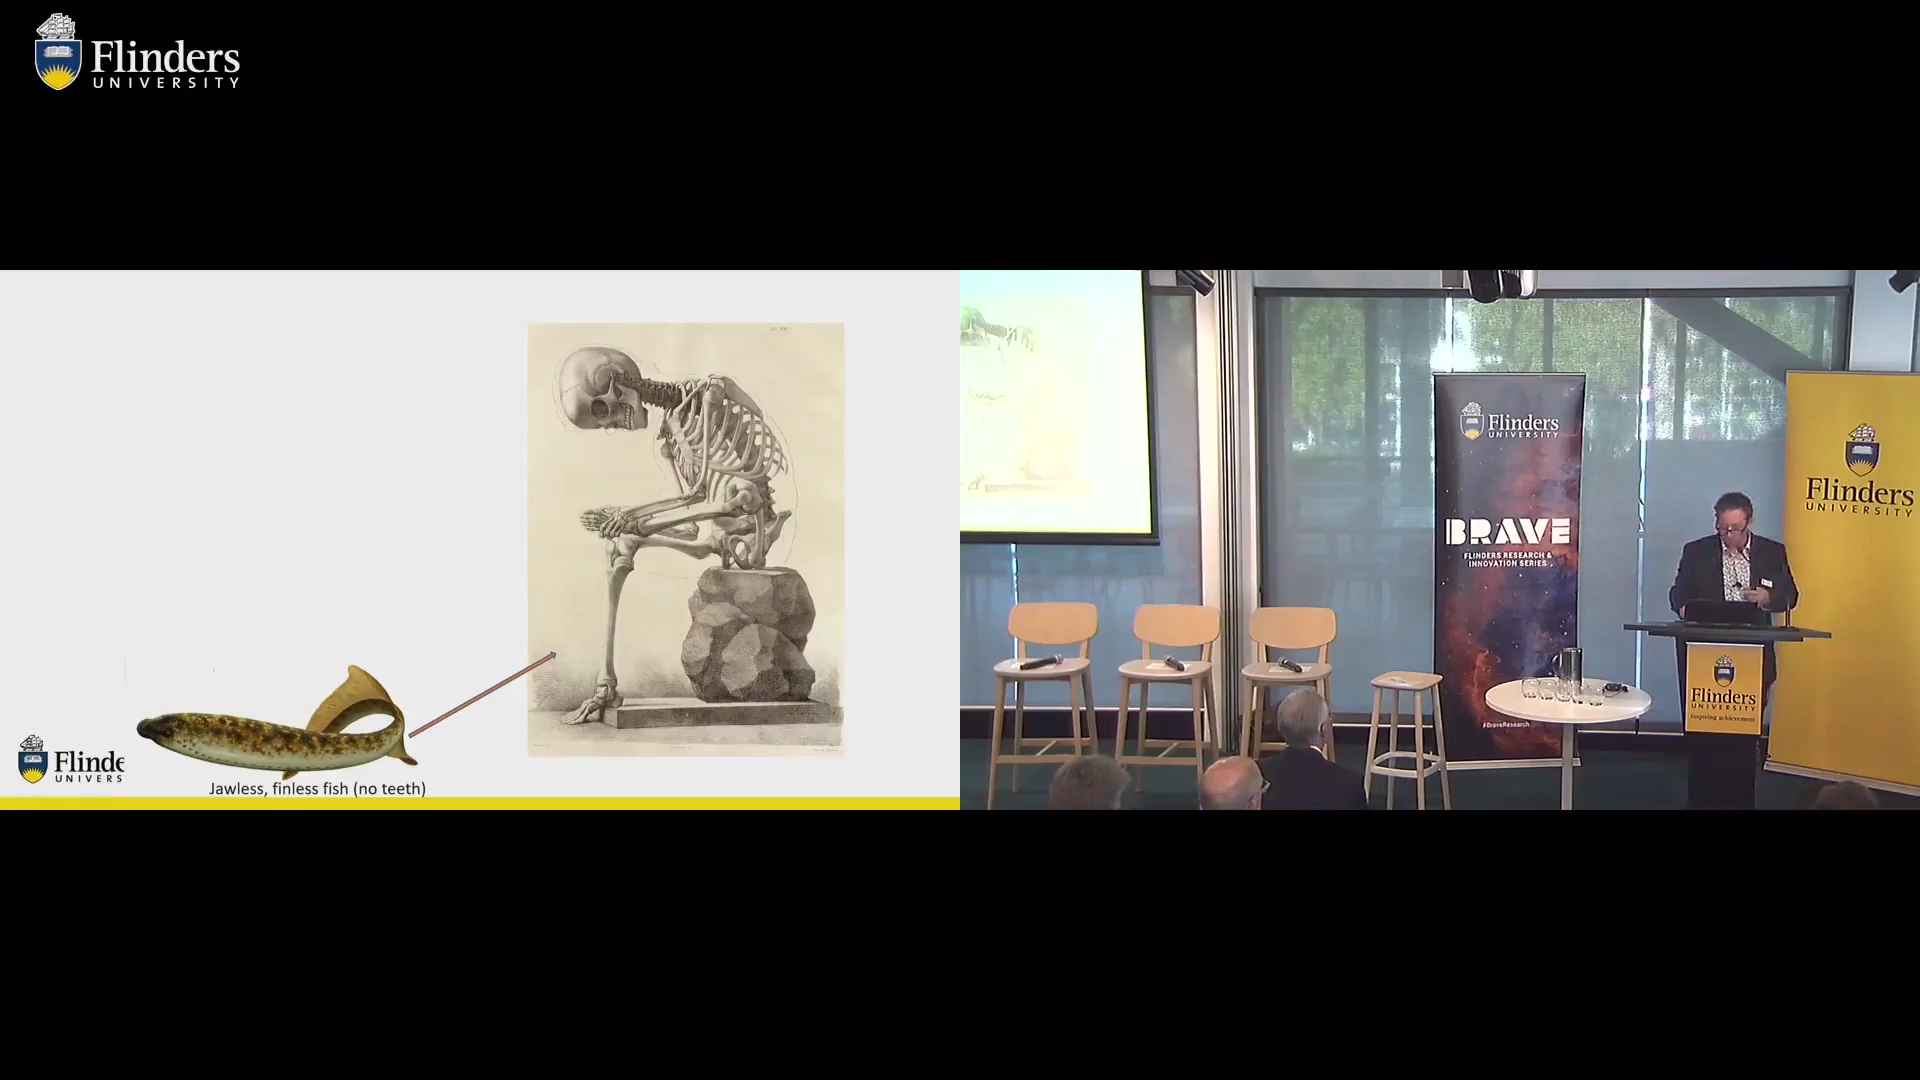 Flinders
UNIVERSITY
Flinde
UNIVERS
Jawless, finless fish (no teeth)
Flinders
UNIVERSITY
BRAVE
FLINDERS RESEARCH &
INNOVATION SERIES
#BraveResearch
Flinders
UNIVERSITY
Flinders
UNIVERSITY
inspiring achievement